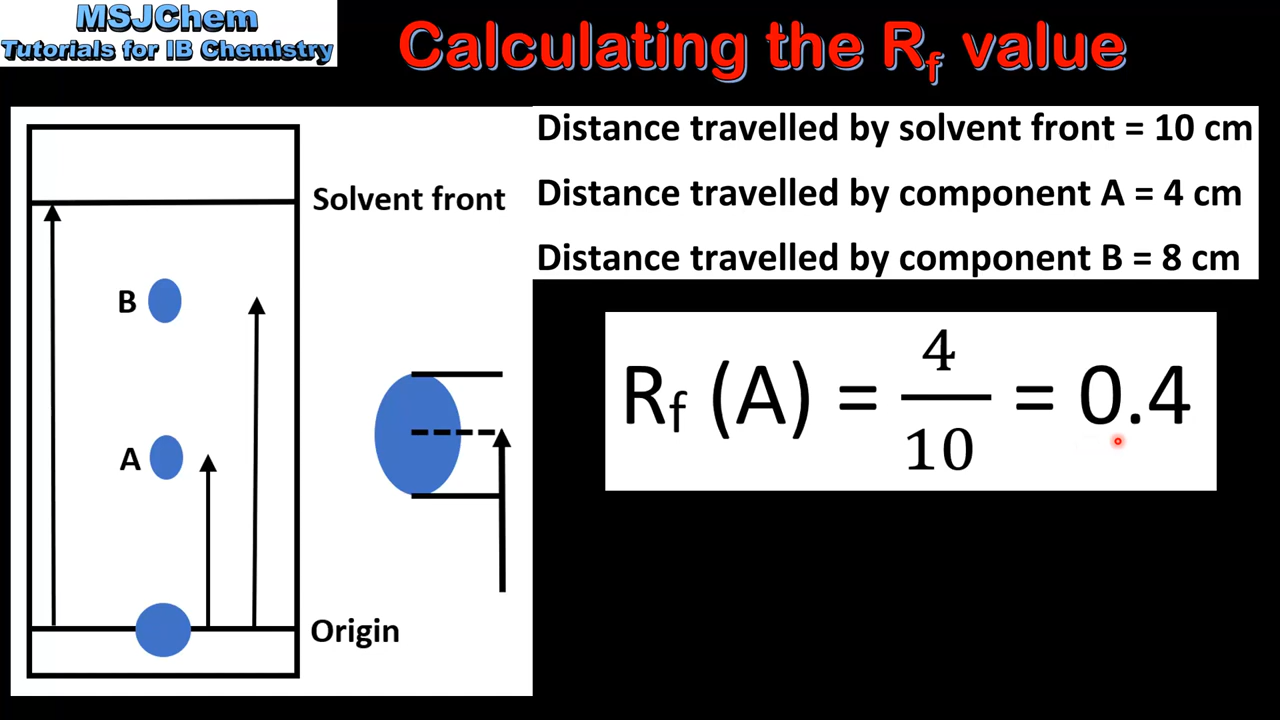 MSJChem
Tutorials for IB Chemistry
Calculating the Rf value
Distance travelled by solvent front = 10 cm
Distance travelled by component A = 4 cm
Distance travelled by component B = 8 cm
Solvent front
B
A
Origin
Rf (A) = 4/10 = 0.4